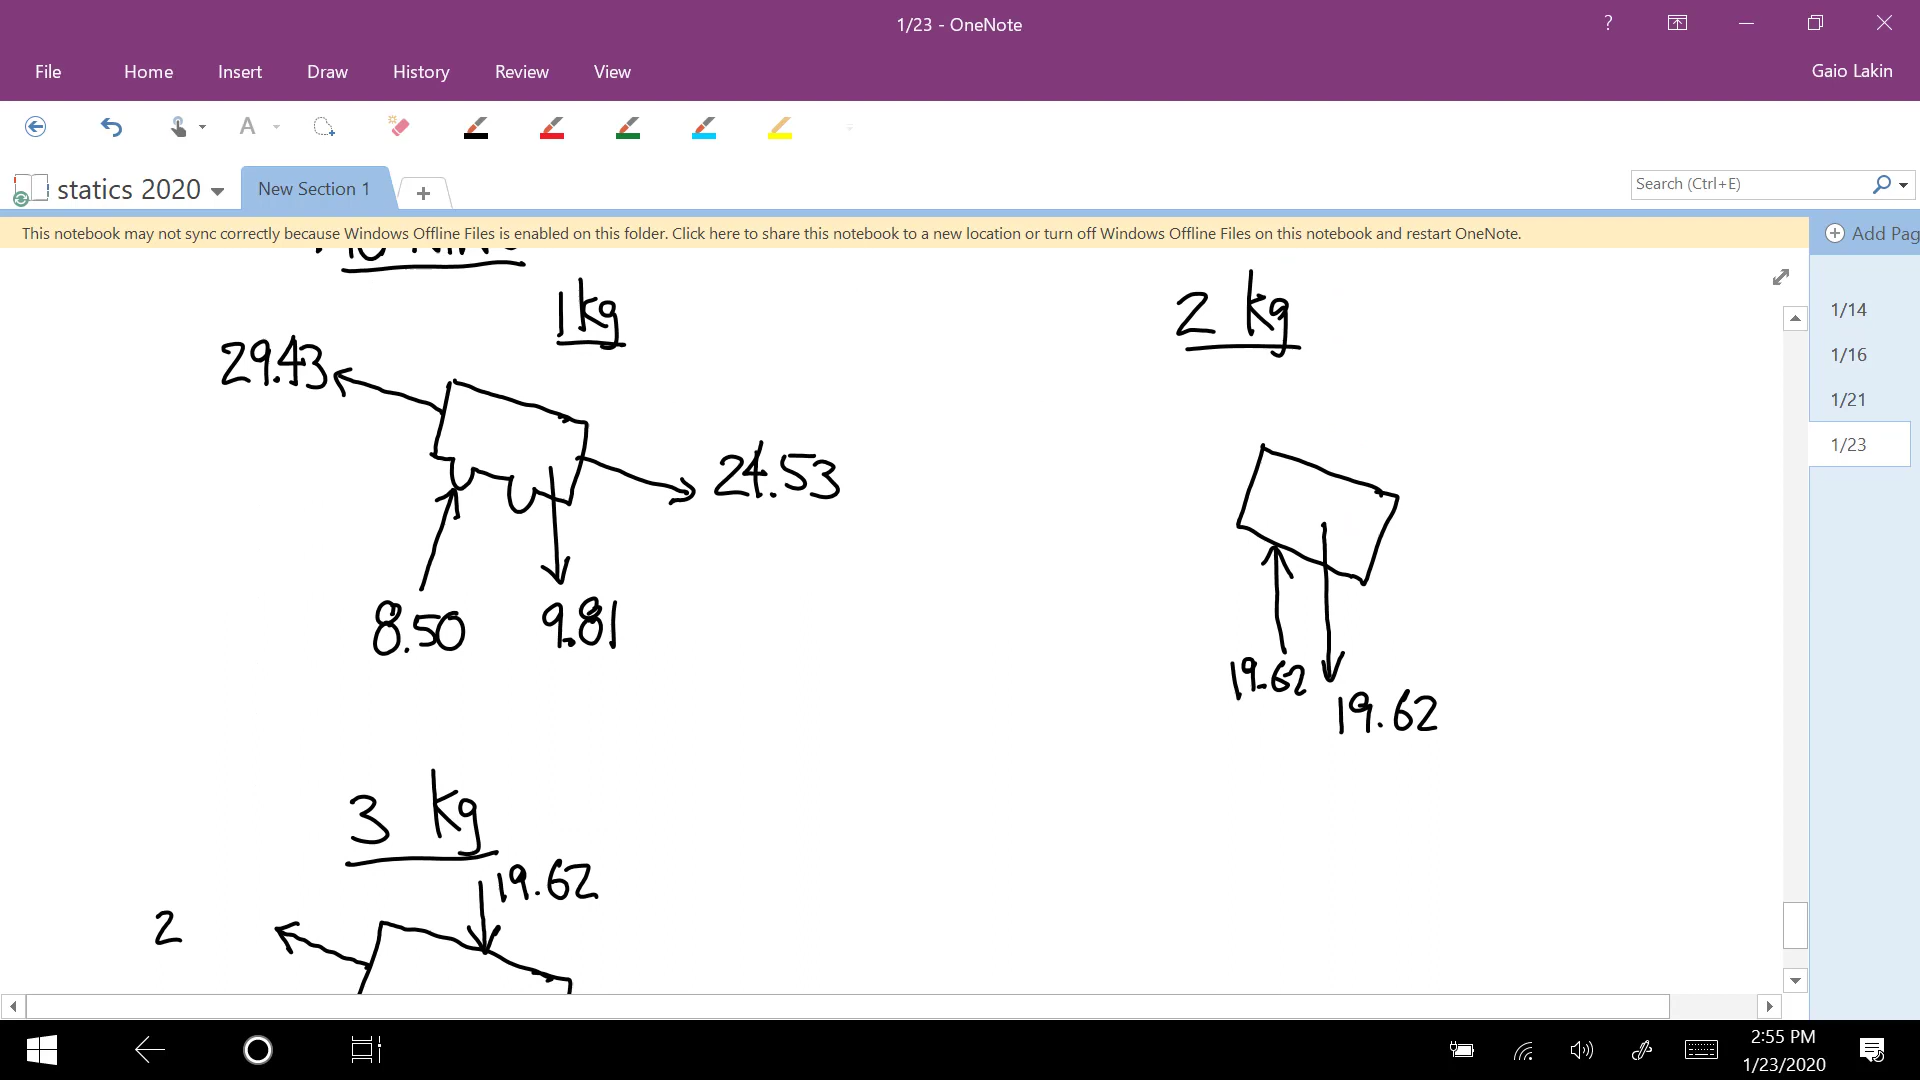 1/23 - OneNote
?
File Home Insert Draw History Review View
Gaio Lakin
A
statics 2020
New Section 1
+
Search (Ctrl+E)
This notebook may not sync correctly because Windows Offline Files is enabled on this folder. Click here to share this notebook to a new location or turn off Windows Offline Files on this notebook and restart OneNote.
Add Pag
1/14
1/16
1/21
1/23
1 kg
29.43
24.53
8.50
9.81
2 kg
19.62
19.62
3 kg
19.62
2
2:55 PM
1/23/2020